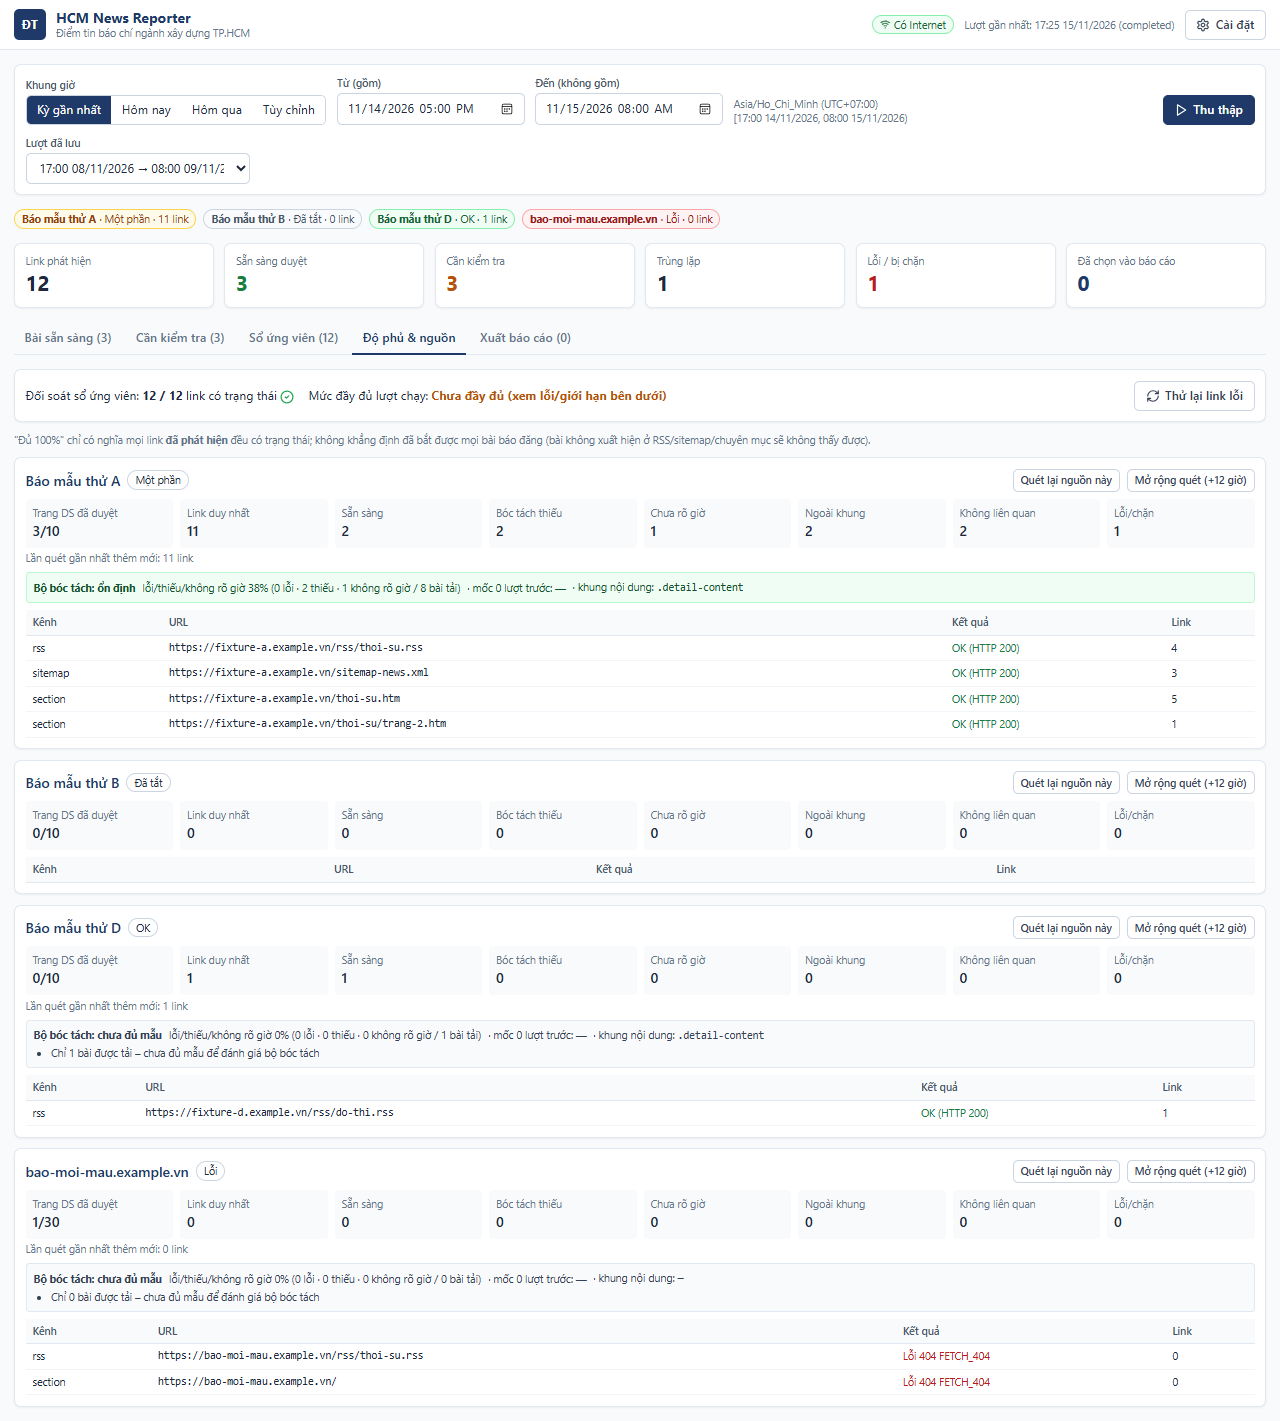 ĐT
HCM News Reporter
Điểm tin báo chí ngành xây dựng TP.HCM
Có Internet
Lượt gần nhất: 17:25 15/11/2026 (completed)
Cài đặt
Khung giờ
Kỳ gần nhất
Hôm nay
Hôm qua
Tùy chỉnh
Từ (gồm)
11/14/2026 05:00 PM
Đến (không gồm)
11/15/2026 08:00 AM
Asia/Ho_Chi_Minh (UTC+07:00)
[17:00 14/11/2026, 08:00 15/11/2026)
Thu thập
Lượt đã lưu
17:00 08/11/2026 → 08:00 09/11/2
Báo mẫu thử A · Một phần · 11 link
Báo mẫu thử B · Đã tắt · 0 link
Báo mẫu thử D · OK · 1 link
bao-moi-mau.example.vn · Lỗi · 0 link
Link phát hiện
12
Sẵn sàng duyệt
3
Cần kiểm tra
3
Trùng lặp
1
Lỗi / bị chặn
1
Đã chọn vào báo cáo
0
Bài sẵn sàng (3)
Cần kiểm tra (3)
Sổ ứng viên (12)
Độ phủ & nguồn
Xuất báo cáo (0)
Đối soát sổ ứng viên: 12 / 12 link có trạng thái
Mức đầy đủ lượt chạy: Chưa đầy đủ (xem lỗi/giới hạn bên dưới)
Thử lại link lỗi
"Đủ 100%" chỉ có nghĩa mọi link đã phát hiện đều có trạng thái; không khẳng định đã bắt được mọi bài báo đăng (bài không xuất hiện ở RSS/sitemap/chuyên mục sẽ không thấy được).
Báo mẫu thử A
Một phần
Quét lại nguồn này
Mở rộng quét (+12 giờ)
Trang DS đã duyệt
3/10
Link duy nhất
11
Sẵn sàng
2
Bóc tách thiếu
2
Chưa rõ giờ
1
Ngoài khung
2
Không liên quan
2
Lỗi/chặn
1
Lần quét gần nhất thêm mới: 11 link
Bộ bóc tách: ổn định lỗi/thiếu/không rõ giờ 38% (0 lỗi · 2 thiếu · 1 không rõ giờ / 8 bài tải) · mốc 0 lượt trước: — · khung nội dung: .detail-content
Kênh URL Kết quả Link
rss https://fixture-a.example.vn/rss/thoi-su.rss OK (HTTP 200) 4
sitemap https://fixture-a.example.vn/sitemap-news.xml OK (HTTP 200) 3
section https://fixture-a.example.vn/thoi-su.htm OK (HTTP 200) 5
section https://fixture-a.example.vn/thoi-su/trang-2.htm OK (HTTP 200) 1
Báo mẫu thử B
Đã tắt
Quét lại nguồn này
Mở rộng quét (+12 giờ)
Trang DS đã duyệt
0/10
Link duy nhất
0
Sẵn sàng
0
Bóc tách thiếu
0
Chưa rõ giờ
0
Ngoài khung
0
Không liên quan
0
Lỗi/chặn
0
Kênh URL Kết quả Link
Báo mẫu thử D
OK
Quét lại nguồn này
Mở rộng quét (+12 giờ)
Trang DS đã duyệt
0/10
Link duy nhất
1
Sẵn sàng
1
Bóc tách thiếu
0
Chưa rõ giờ
0
Ngoài khung
0
Không liên quan
0
Lỗi/chặn
0
Lần quét gần nhất thêm mới: 1 link
Bộ bóc tách: chưa đủ mẫu lỗi/thiếu/không rõ giờ 0% (0 lỗi · 0 thiếu · 0 không rõ giờ / 1 bài tải) · mốc 0 lượt trước: — · khung nội dung: .detail-content
• Chỉ 1 bài được tải – chưa đủ mẫu để đánh giá bộ bóc tách
Kênh URL Kết quả Link
rss https://fixture-d.example.vn/rss/do-thi.rss OK (HTTP 200) 1
bao-moi-mau.example.vn
Lỗi
Quét lại nguồn này
Mở rộng quét (+12 giờ)
Trang DS đã duyệt
1/30
Link duy nhất
0
Sẵn sàng
0
Bóc tách thiếu
0
Chưa rõ giờ
0
Ngoài khung
0
Không liên quan
0
Lỗi/chặn
0
Lần quét gần nhất thêm mới: 0 link
Bộ bóc tách: chưa đủ mẫu lỗi/thiếu/không rõ giờ 0% (0 lỗi · 0 thiếu · 0 không rõ giờ / 0 bài tải) · mốc 0 lượt trước: — · khung nội dung: –
• Chỉ 0 bài được tải – chưa đủ mẫu để đánh giá bộ bóc tách
Kênh URL Kết quả Link
rss https://bao-moi-mau.example.vn/rss/thoi-su.rss Lỗi 404 FETCH_404 0
section https://bao-moi-mau.example.vn/ Lỗi 404 FETCH_404 0